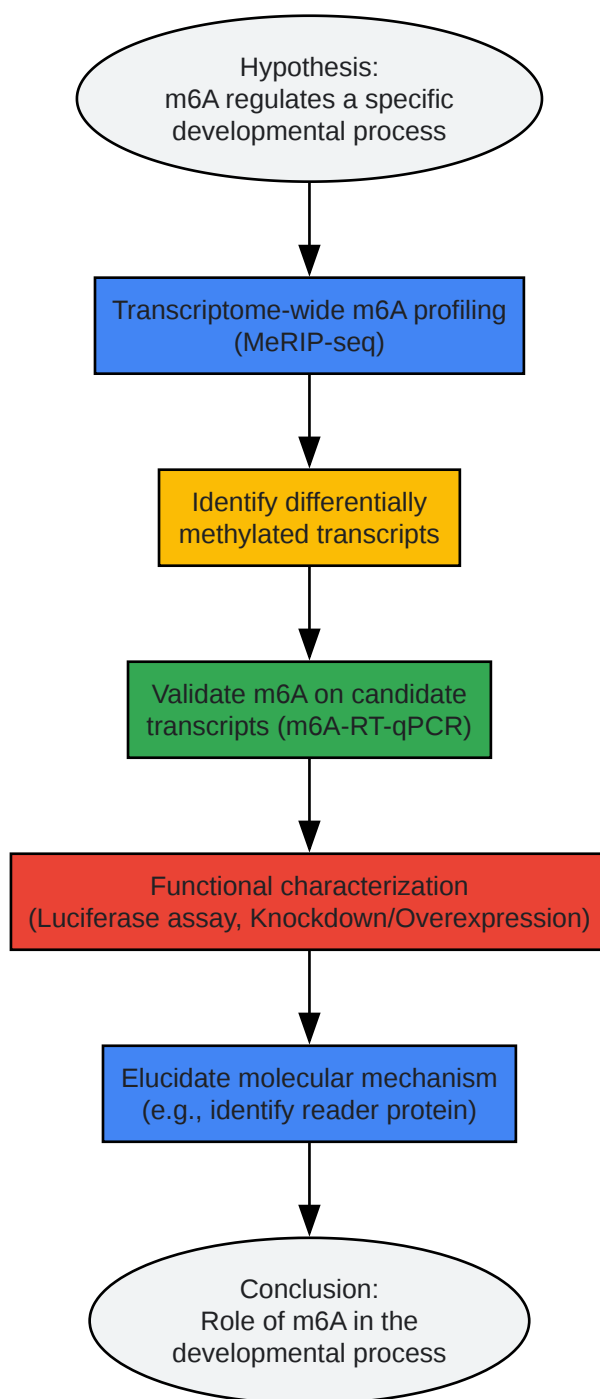 Hypothesis:
m6A regulates a specific
developmental process
Transcriptome-wide m6A profiling
(MeRIP-seq)
Identify differentially
methylated transcripts
Validate m6A on candidate
transcripts (m6A-RT-qPCR)
Functional characterization
(Luciferase assay, Knockdown/Overexpression)
Elucidate molecular mechanism
(e.g., identify reader protein)
Conclusion:
Role of m6A in the
developmental process